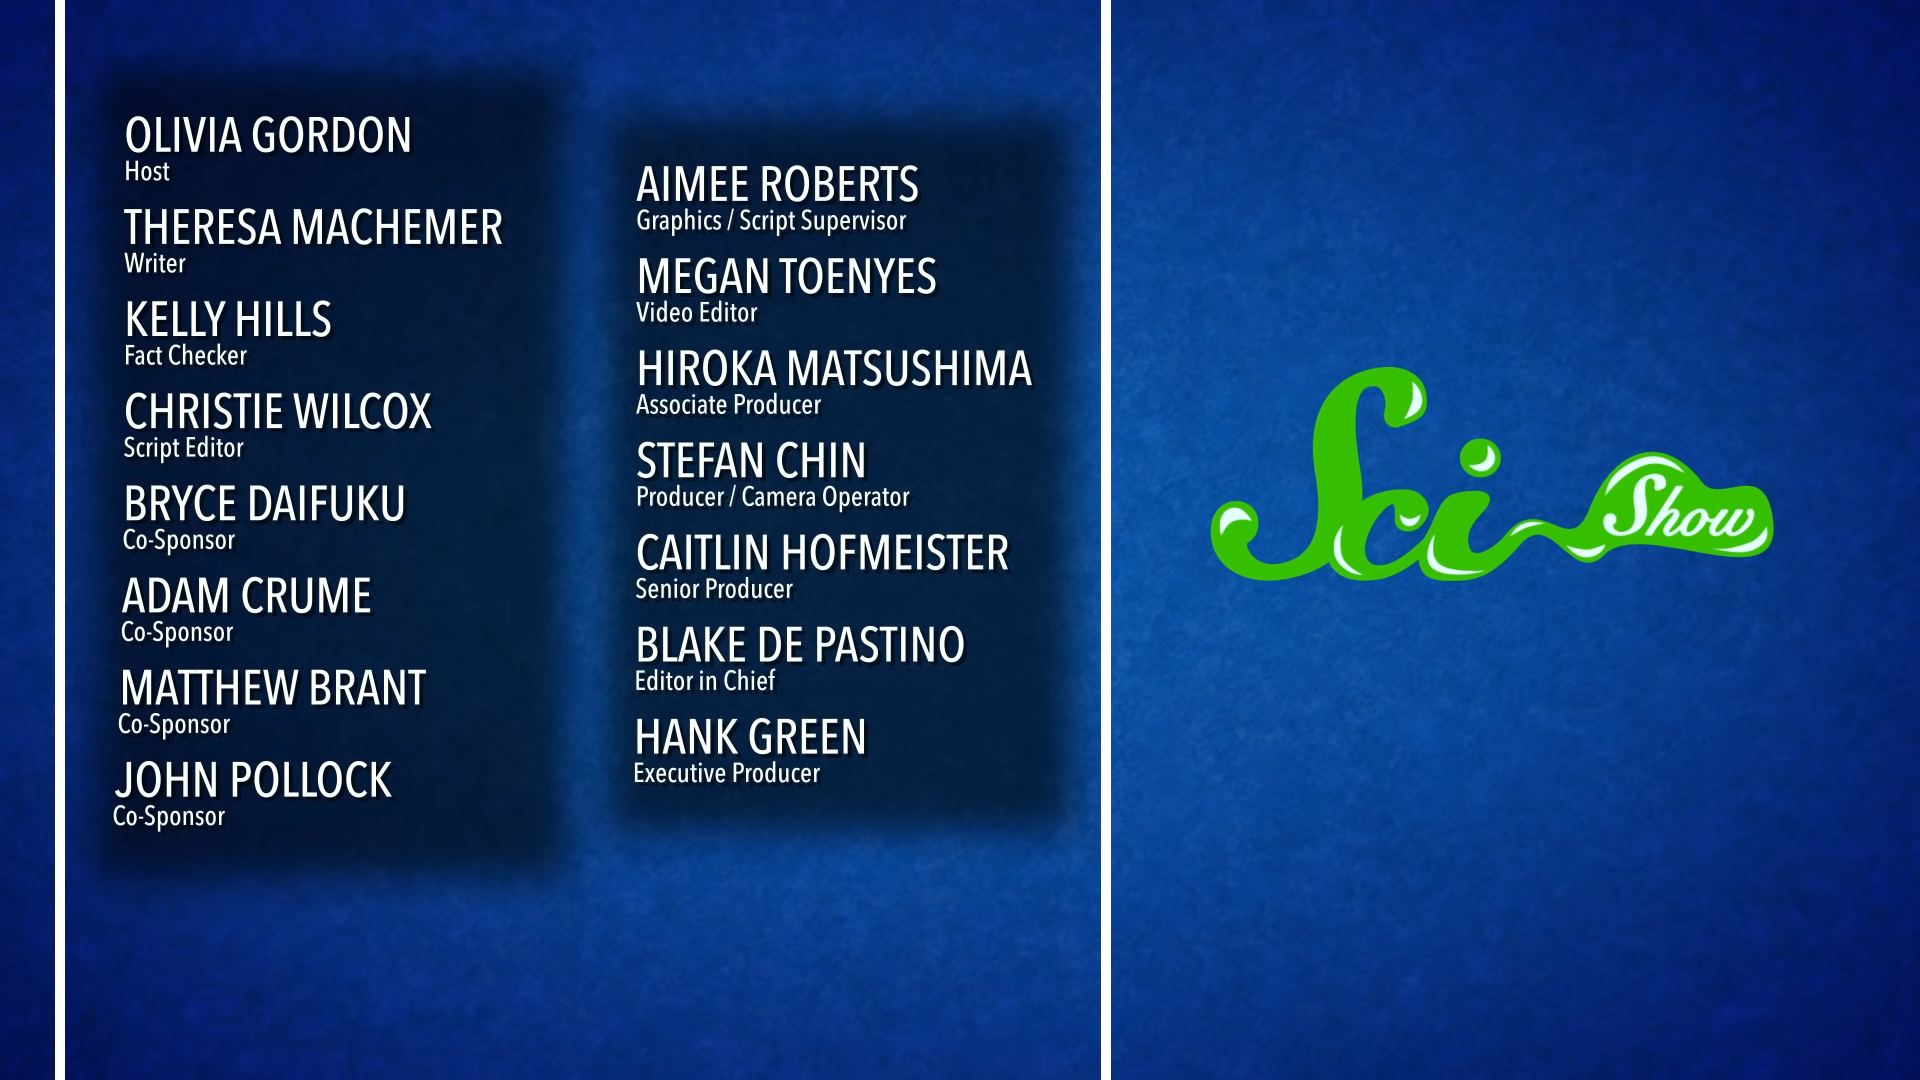 OLIVIA GORDON
Host
THERESA MACHEMER
Writer
KELLY HILLS
Fact Checker
CHRISTIE WILCOX
Script Editor
BRYCE DAIFUKU
Co-Sponsor
ADAM CRUME
Co-Sponsor
MATTHEW BRANT
Co-Sponsor
JOHN POLLOCK
Co-Sponsor
AIMEE ROBERTS
Graphics / Script Supervisor
MEGAN TOENYES
Video Editor
HIROKA MATSUSHIMA
Associate Producer
STEFAN CHIN
Producer / Camera Operator
CAITLIN HOFMEISTER
Senior Producer
BLAKE DE PASTINO
Editor in Chief
HANK GREEN
Executive Producer
Sci Show